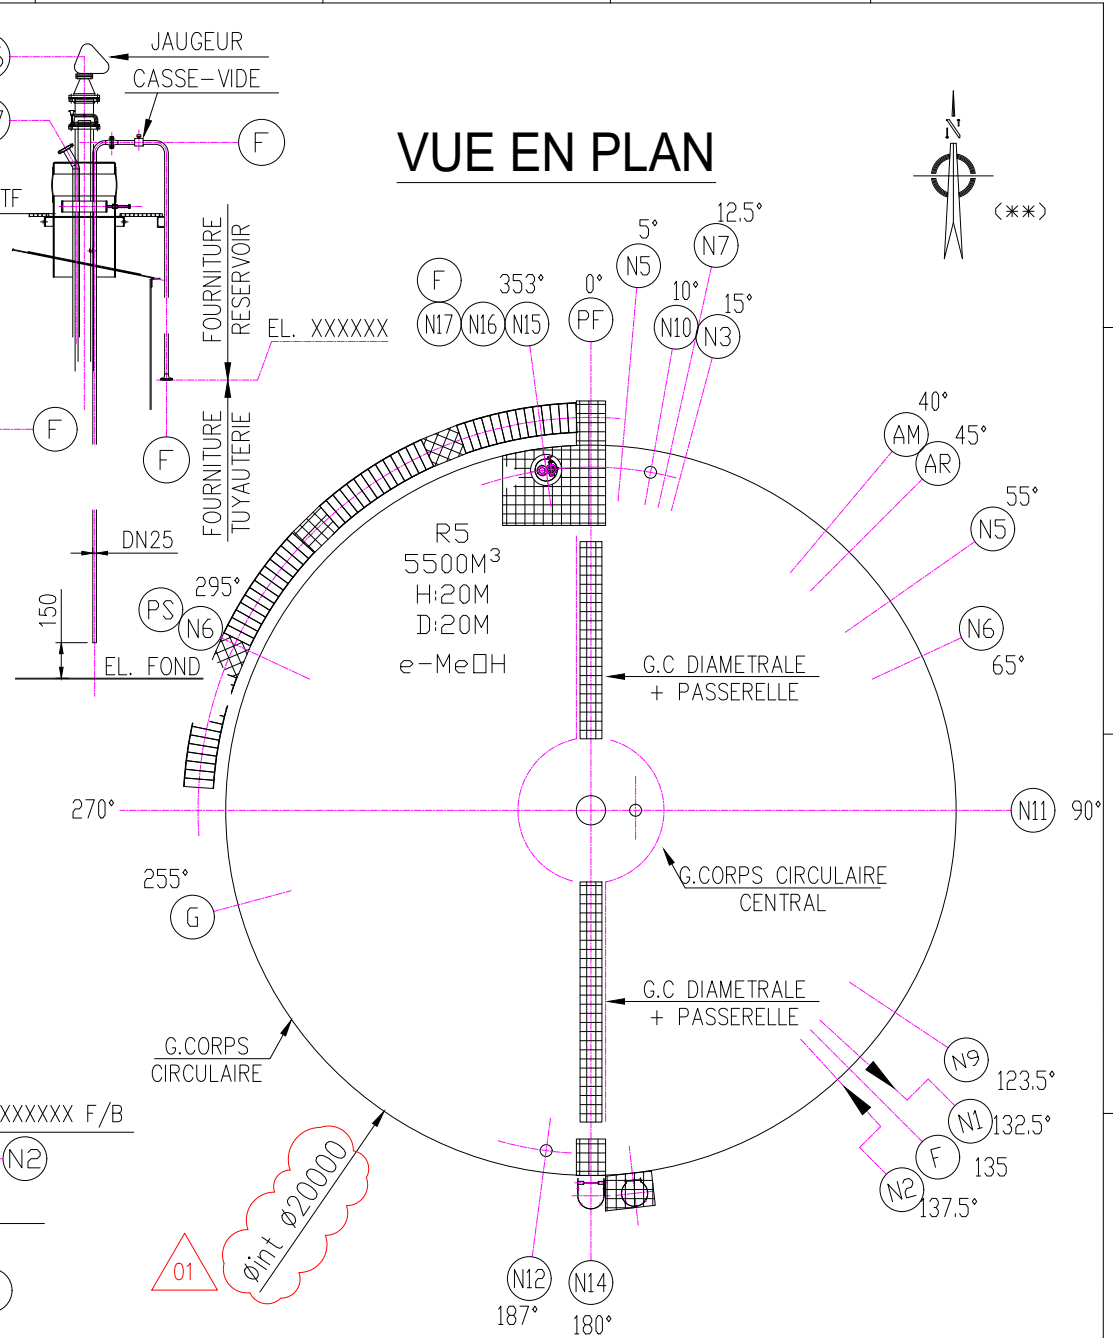 JAUGEUR
CASSE-VIDE
F
TF
FOURNITURE
RESERVOIR
EL. XXXXXX
FOURNITURE
TUYAUTERIE
F
F
DN25
150
EL. FOND
VUE EN PLAN
(**)
N
F
353°
N17 N16 N15
0°
PF
5°
N5
12.5°
N7
10°
N10
15°
N3
40°
AM
45°
AR
55°
N5
N6
65°
R5
5500M³
H:20M
D:20M
e-Me□H
295°
PS N6
G.C DIAMETRALE
+ PASSERELLE
270°
N11 90°
255°
G
G.CORPS CIRCULAIRE
CENTRAL
G.C DIAMETRALE
+ PASSERELLE
G.CORPS
CIRCULAIRE
N9
123.5°
N1 132.5°
F 135
N2 137.5°
XXXXXX F/B
N2
Øint Ø20000
01
N12
187°
N14
180°